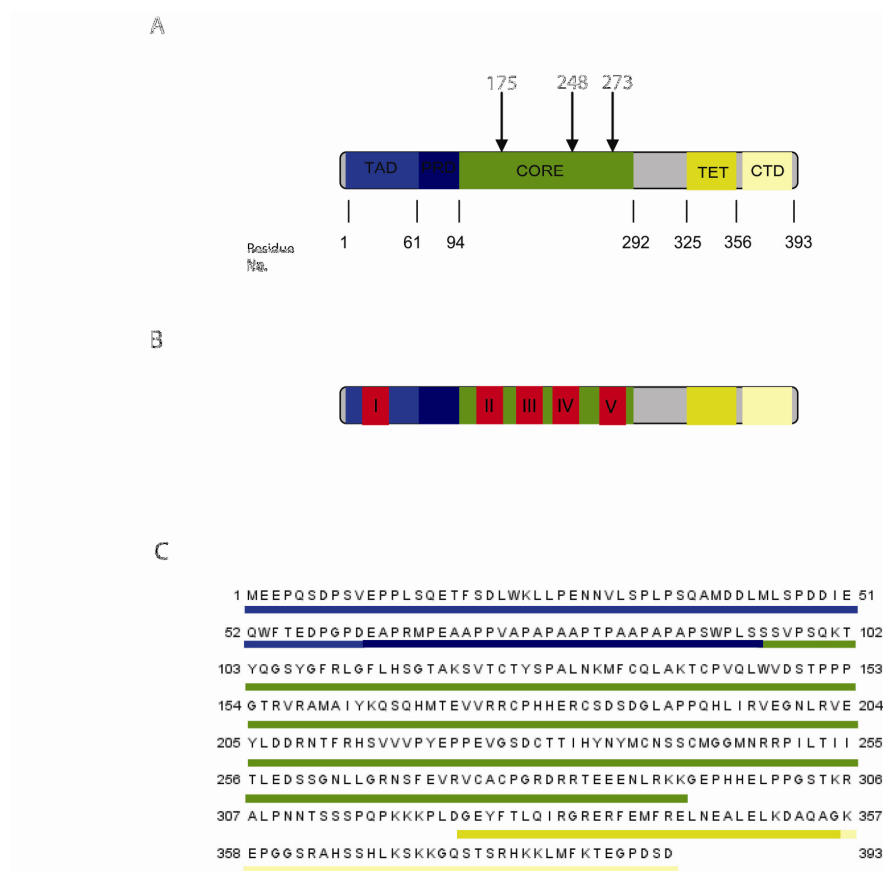 A
175 248 273
TAD PRD CORE TET CTD
1 61 94 292 325 356 393
Residue
No.
B
I II III IV V
C
1 MEEPQSDPSVEPPLSQETFSDLWKLLPENNVLSPLPSQAMDDLMLSPDDIE 51
52 QWFTEDPGPDEAPRMPEAAPPVAPAPAAPTPAAPAPAPSWPLSSSVPSQKT 102
103 YQGSYGFRLGFLHSGTAKSVTCTYSPALNKMFCQLAKTCPVQLWVDSTPPP 153
154 GTRVRAMAIYKQSQHMTEVVRRCPHHERCSDSDGLAPPQHLIRVEGNLRVE 204
205 YLDDRNTFRHSVVVPYEPPEVGSDCTTIHYNYMCNSSCMGGMNRRPILTII 255
256 TLEDSSGNLLGRNSFEVRVCACPGRDRRTEEENLRKKGEPHHELPPGSTKR 306
307 ALPNNTSSSPQPKKKPLDGEYFTLQIRGRERFEMFRELNEALELKDAQAGK 357
358 EPGGSRAHSSHLKSKKGQSTSRHKKLMFKTEGPDSD 393